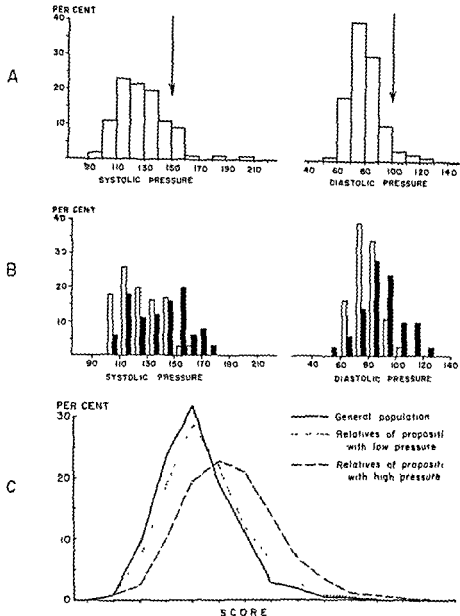 A
PER CENT
40
30
20
10
90 110 130 150 170 190 210
SYSTOLIC PRESSURE
40 60 80 100 120 140
DIASTOLIC PRESSURE
B
PER CENT
40
30
20
10
90 110 130 150 170 190 210
SYSTOLIC PRESSURE
40 60 80 100 120 140
DIASTOLIC PRESSURE
C
PER CENT
30
20
10
0
General population
Relatives of propositi
with low pressure
Relatives of propositi
with high pressure
SCORE